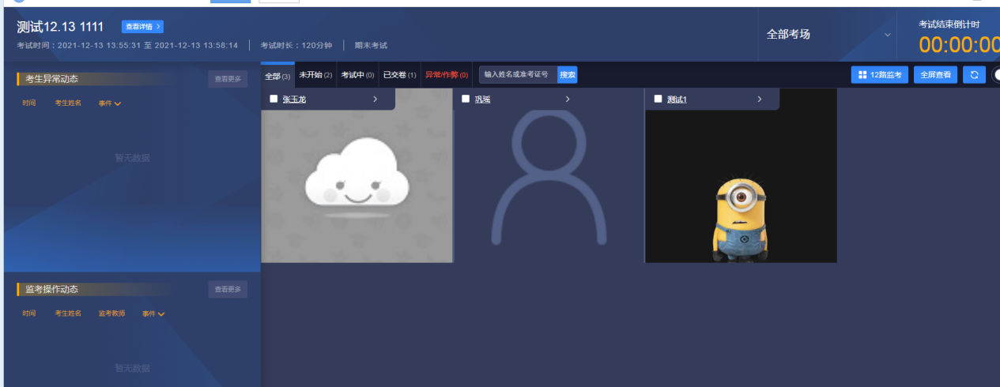 测试12.13 1111 查看详情 >
考试时间：2021-12-13 13:55:31 至 2021-12-13 13:58:14 | 考试时长：120分钟 | 期末考试
全部考场
考试结束倒计时
00:00:00
考生异常动态 查看更多
时间 考生姓名 事件
暂无数据
监考操作动态 查看更多
时间 考生姓名 监考教师 事件
暂无数据
全部(3) 未开始(2) 考试中(0) 已交卷(1) 异常/作弊(0) 输入姓名或准考证号 搜索 12路监考 全屏查看
张玉龙 >
巩瑶 >
测试1 >